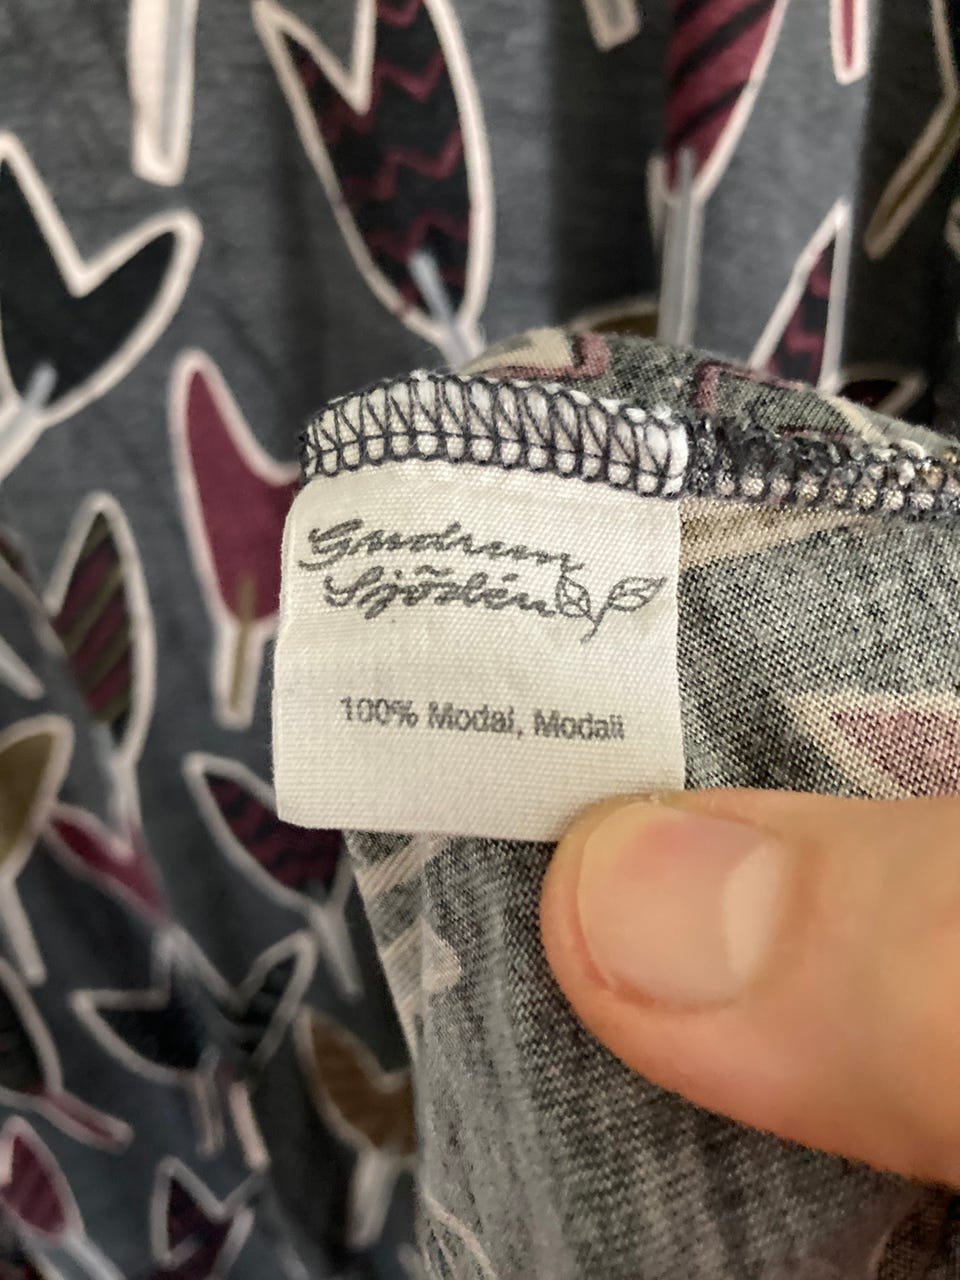 Gudrun
Sjödén
100% Modal, Modaali